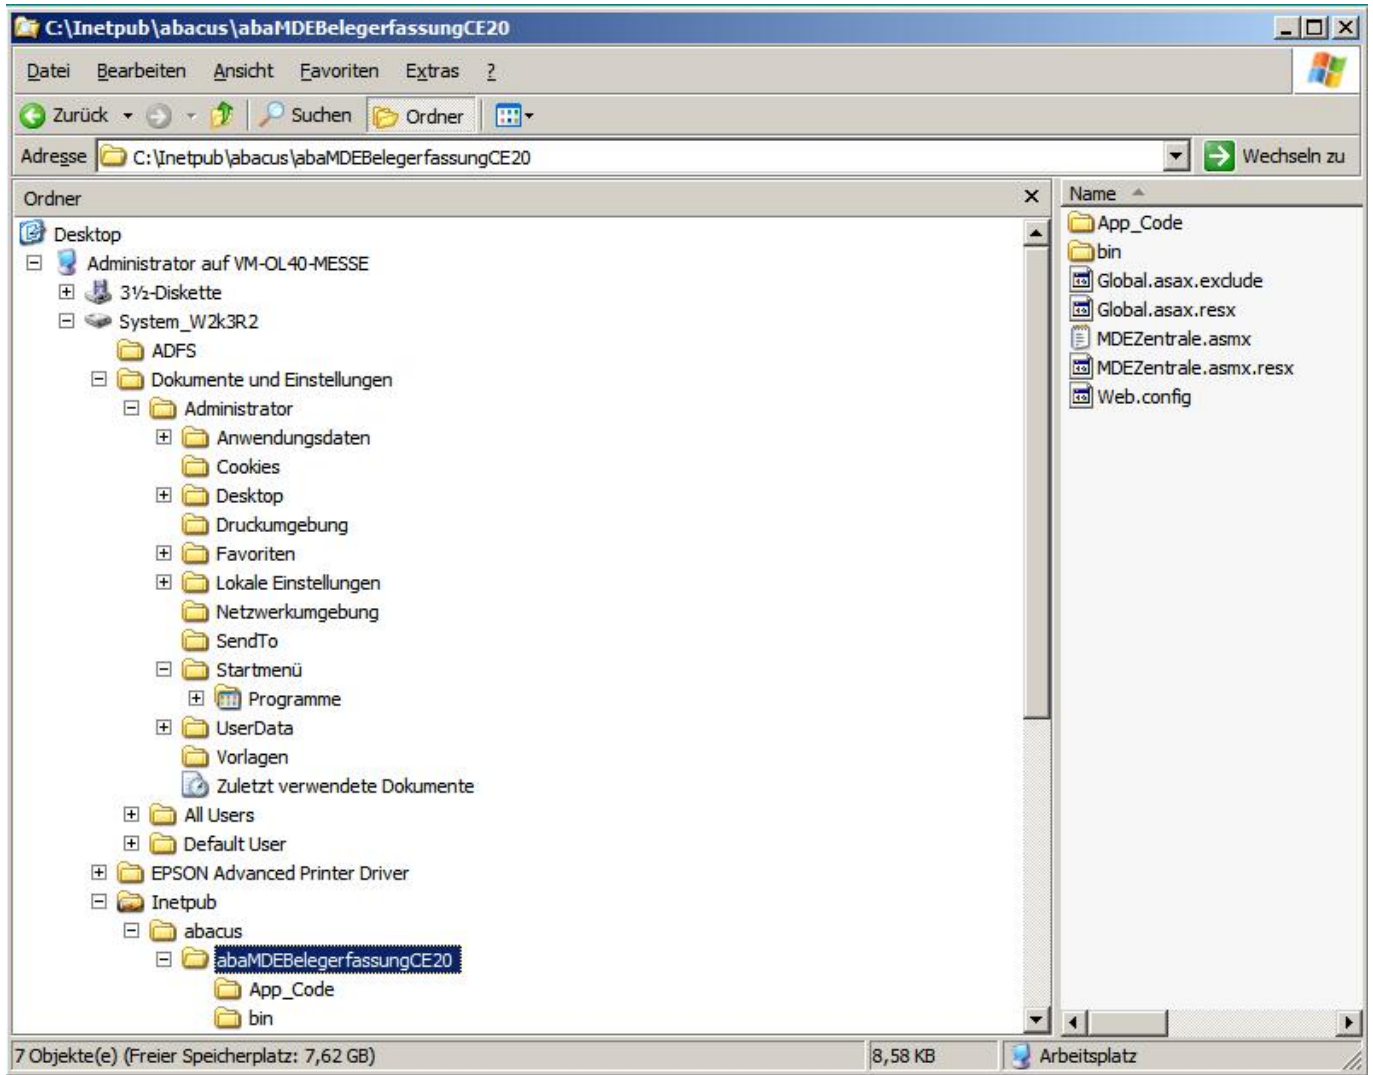 C:\Inetpub\abacus\abaMDEBelegerfassungCE20
Datei Bearbeiten Ansicht Favoriten Extras ?
Zurück Suchen Ordner
Adresse C:\Inetpub\abacus\abaMDEBelegerfassungCE20 Wechseln zu
Ordner
Desktop
Administrator auf VM-OL40-MESSE
3½-Diskette
System_W2k3R2
ADFS
Dokumente und Einstellungen
Administrator
Anwendungsdaten
Cookies
Desktop
Druckumgebung
Favoriten
Lokale Einstellungen
Netzwerkumgebung
SendTo
Startmenü
Programme
UserData
Vorlagen
Zuletzt verwendete Dokumente
All Users
Default User
EPSON Advanced Printer Driver
Inetpub
abacus
abaMDEBelegerfassungCE20
App_Code
bin
Name
App_Code
bin
Global.asax.exclude
Global.asax.resx
MDEZentrale.asmx
MDEZentrale.asmx.resx
Web.config
7 Objekte(e) (Freier Speicherplatz: 7,62 GB) 8,58 KB Arbeitsplatz